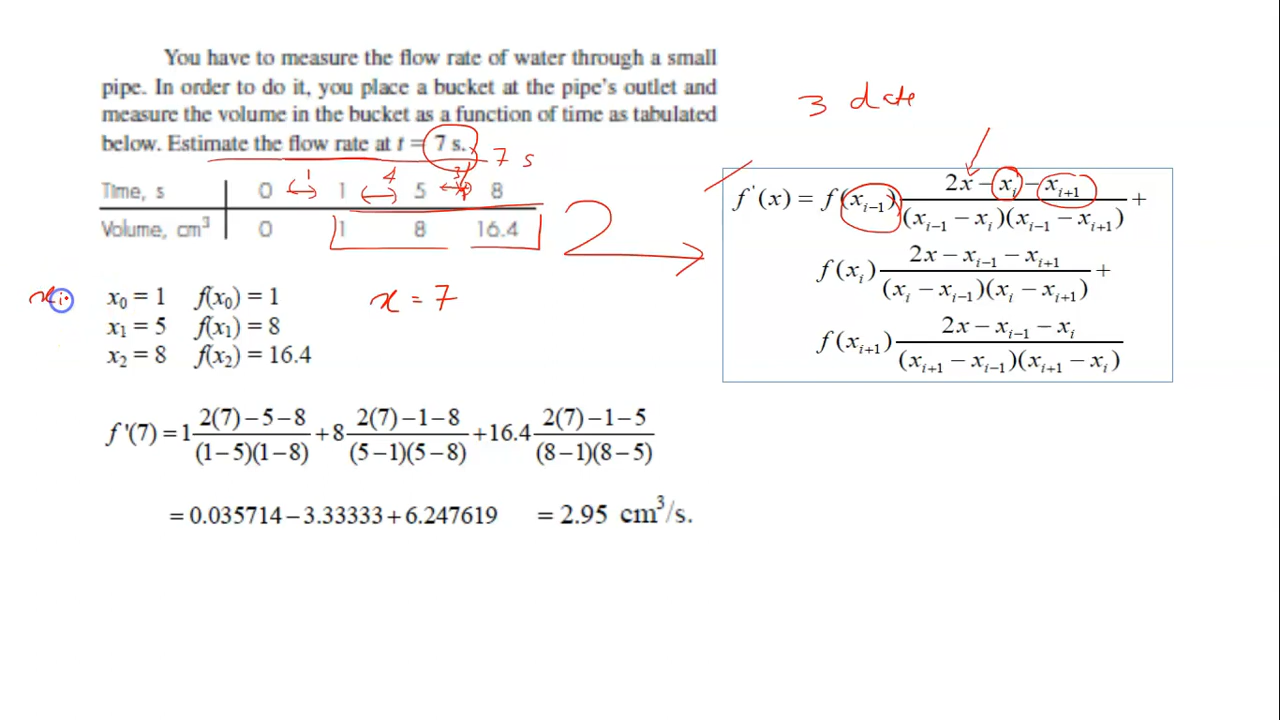 You have to measure the flow rate of water through a small
pipe. In order to do it, you place a bucket at the pipe's outlet and
measure the volume in the bucket as a function of time as tabulated
below. Estimate the flow rate at t = 7 s.
7 s
1 4 3
Time, s 0 1 5 8
Volume, cm³ 0 1 8 16.4
2
x₀ = 1 f(x₀) = 1
x₁ = 5 f(x₁) = 8
x₂ = 8 f(x₂) = 16.4
x = 7
f'(7) = 1 (2(7) − 5 − 8)/((1 − 5)(1 − 8)) + 8 (2(7) − 1 − 8)/((5 − 1)(5 − 8)) + 16.4 (2(7) − 1 − 5)/((8 − 1)(8 − 5))
= 0.035714 − 3.33333 + 6.247619 = 2.95 cm³/s.
3 date
f'(x) = f(xᵢ₋₁) (2x − xᵢ − xᵢ₊₁)/((xᵢ₋₁ − xᵢ)(xᵢ₋₁ − xᵢ₊₁)) +
f(xᵢ) (2x − xᵢ₋₁ − xᵢ₊₁)/((xᵢ − xᵢ₋₁)(xᵢ − xᵢ₊₁)) +
f(xᵢ₊₁) (2x − xᵢ₋₁ − xᵢ)/((xᵢ₊₁ − xᵢ₋₁)(xᵢ₊₁ − xᵢ))